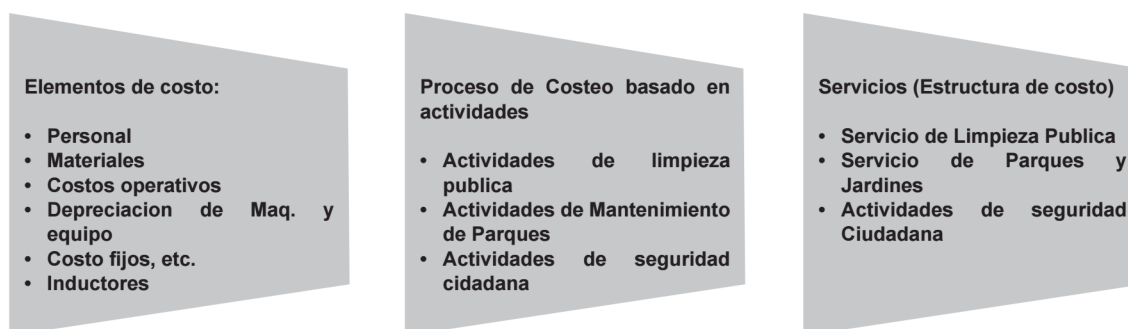 Elementos de costo:
• Personal
• Materiales
• Costos operativos
• Depreciacion de Maq. y
equipo
• Costo fijos, etc.
• Inductores
Proceso de Costeo basado en
actividades
• Actividades de limpieza
publica
• Actividades de Mantenimiento
de Parques
• Actividades de seguridad
cidadana
Servicios (Estructura de costo)
• Servicio de Limpieza Publica
• Servicio de Parques y
Jardines
• Actividades de seguridad
Ciudadana